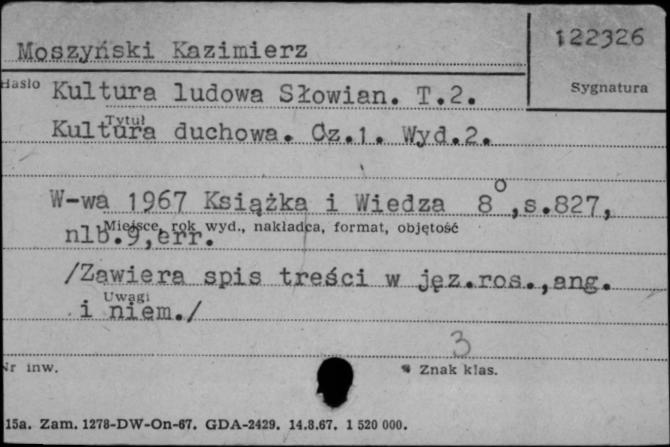 122326
Moszyński Kazimierz
Hasło
Sygnatura
Kultura ludowa Słowian. T.2.
Tytuł
Kultura duchowa. Cz.1. Wyd.2.
W-wa 1967 Książka i Wiedza 8°,s.827,
Miejsce, rok wyd., nakładca, format, objętość
nlb.9,err.
/Zawiera spis treści w jęz.ros.,ang.
Uwagi
i niem./
3
Nr inw.
Znak klas.
15a. Zam. 1278-DW-On-67. GDA-2429. 14.8.67. 1 520 000.